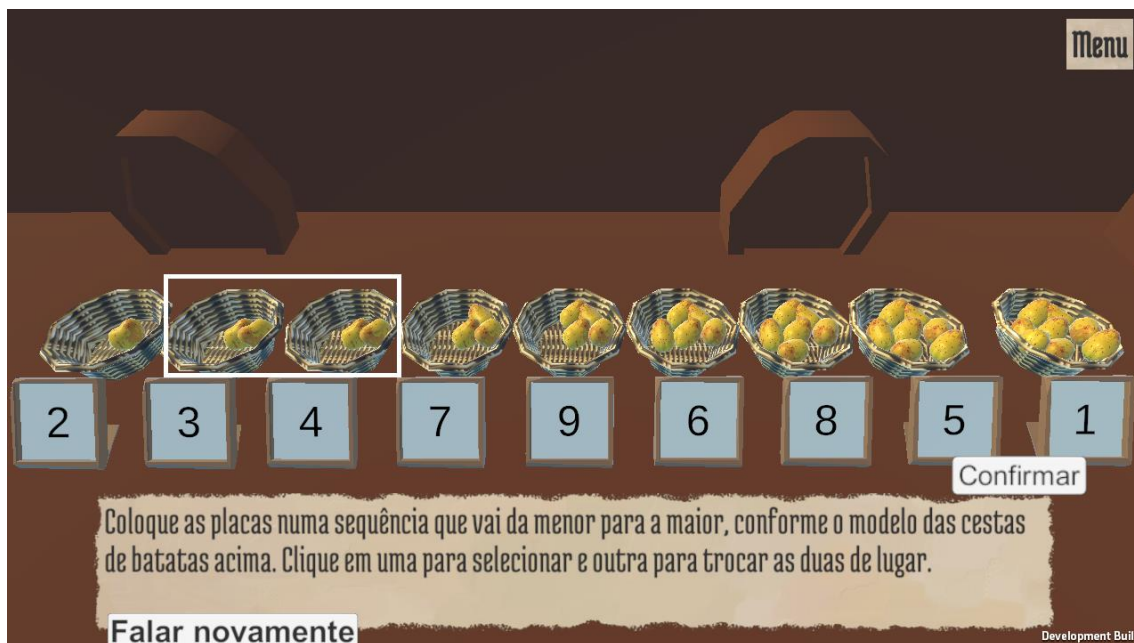 Menu
2 3 4 7 9 6 8 5 1
Confirmar
Coloque as placas numa sequência que vai da menor para a maior, conforme o modelo das cestas
de batatas acima. Clique em uma para selecionar e outra para trocar as duas de lugar.
Falar novamente
Development Buil